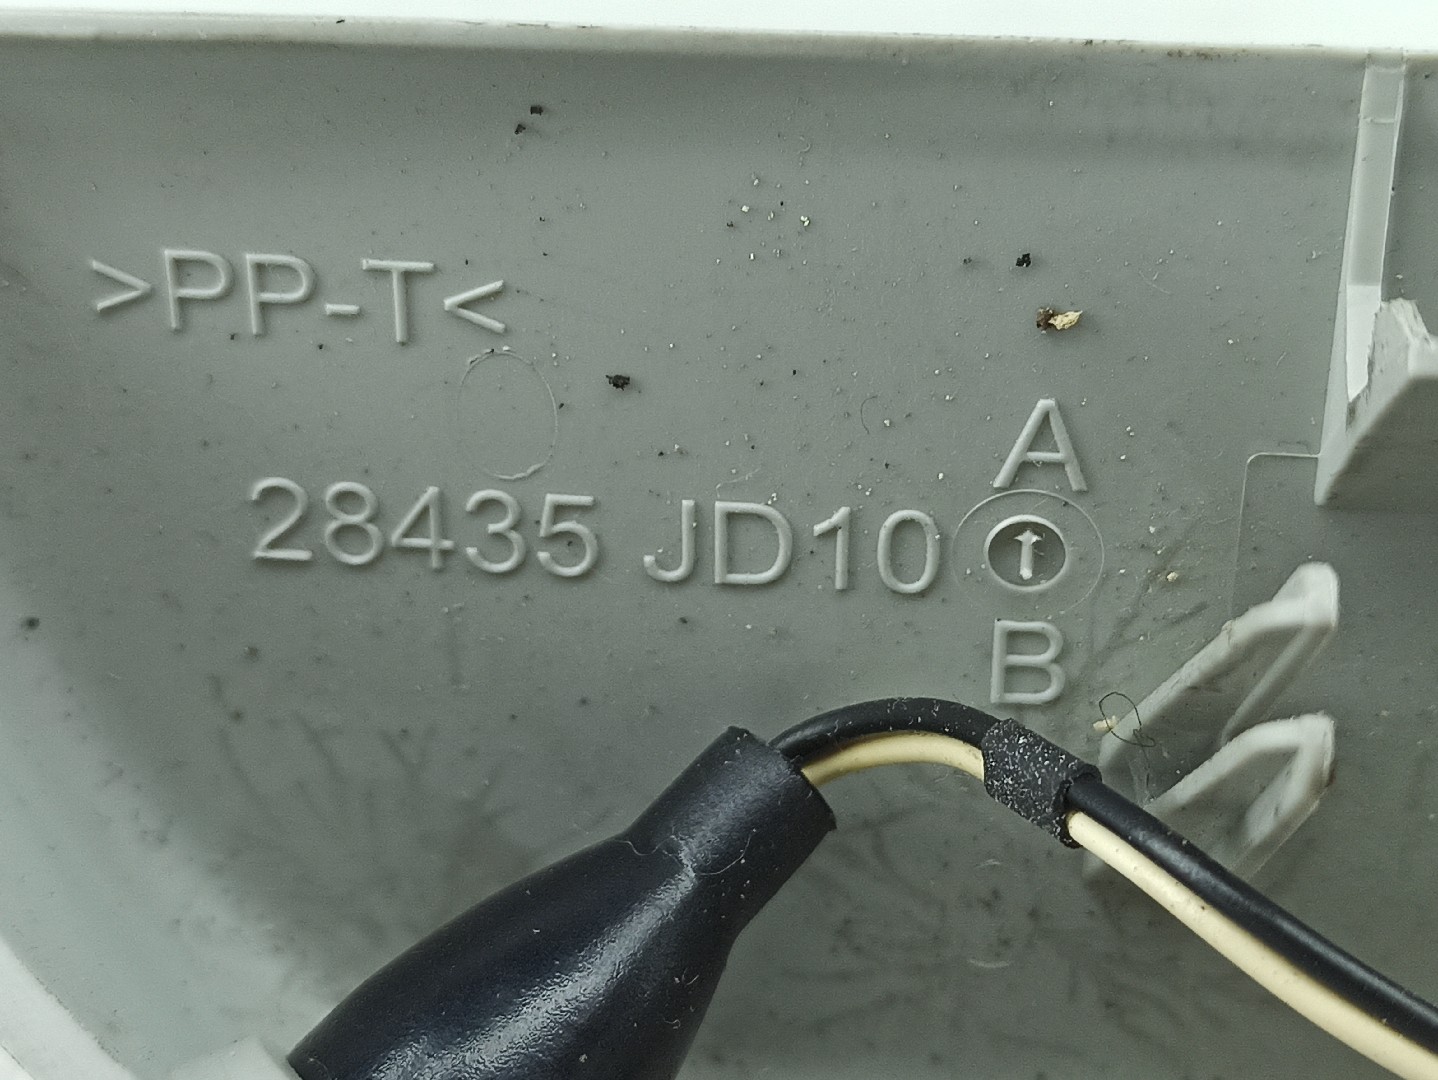 >PP-T<
A
28435 JD10 ↑
B